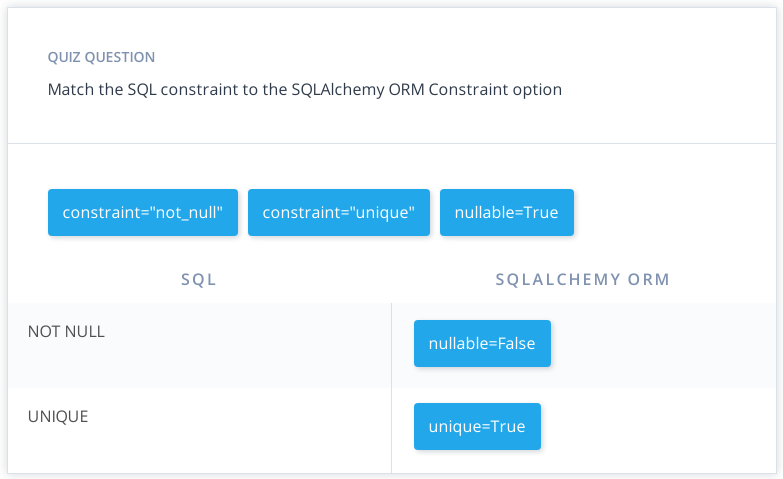 QUIZ QUESTION
Match the SQL constraint to the SQLAlchemy ORM Constraint option
constraint="not_null" constraint="unique" nullable=True
SQL SQLALCHEMY ORM
NOT NULL nullable=False
UNIQUE unique=True